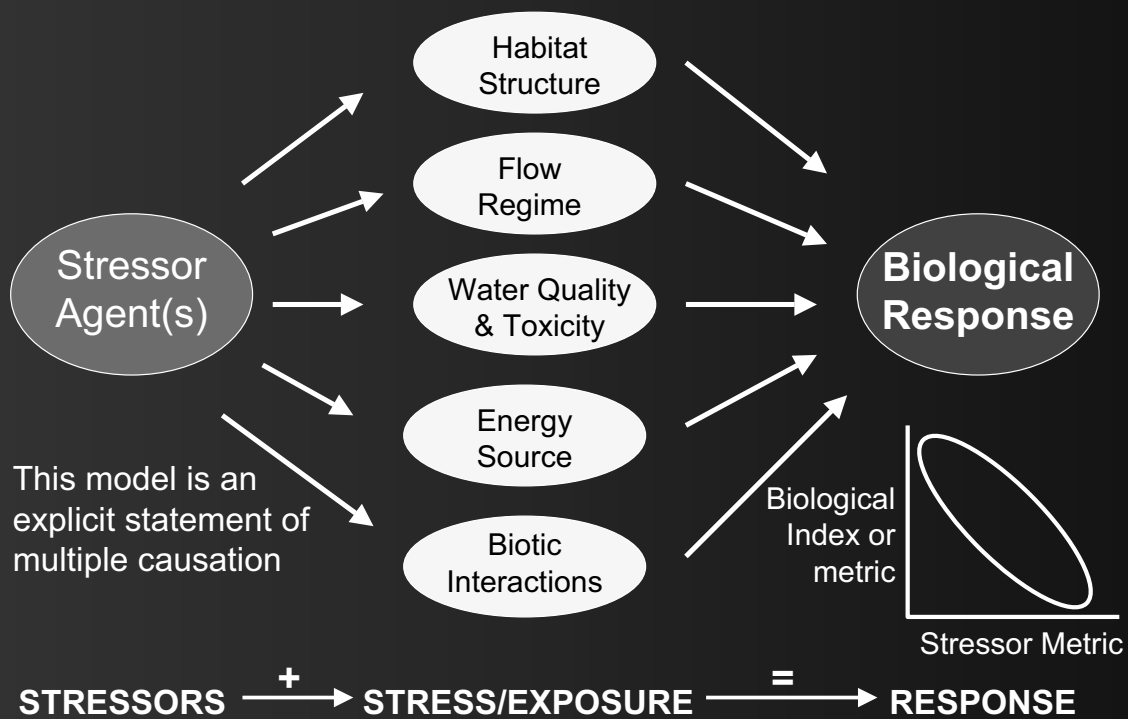 Habitat
Structure
Flow
Regime
Stressor
Agent(s)
Water Quality
& Toxicity
Biological
Response
Energy
Source
This model is an
explicit statement of
multiple causation
Biotic
Interactions
Biological
Index or
metric
Stressor Metric
STRESSORS + STRESS/EXPOSURE = RESPONSE